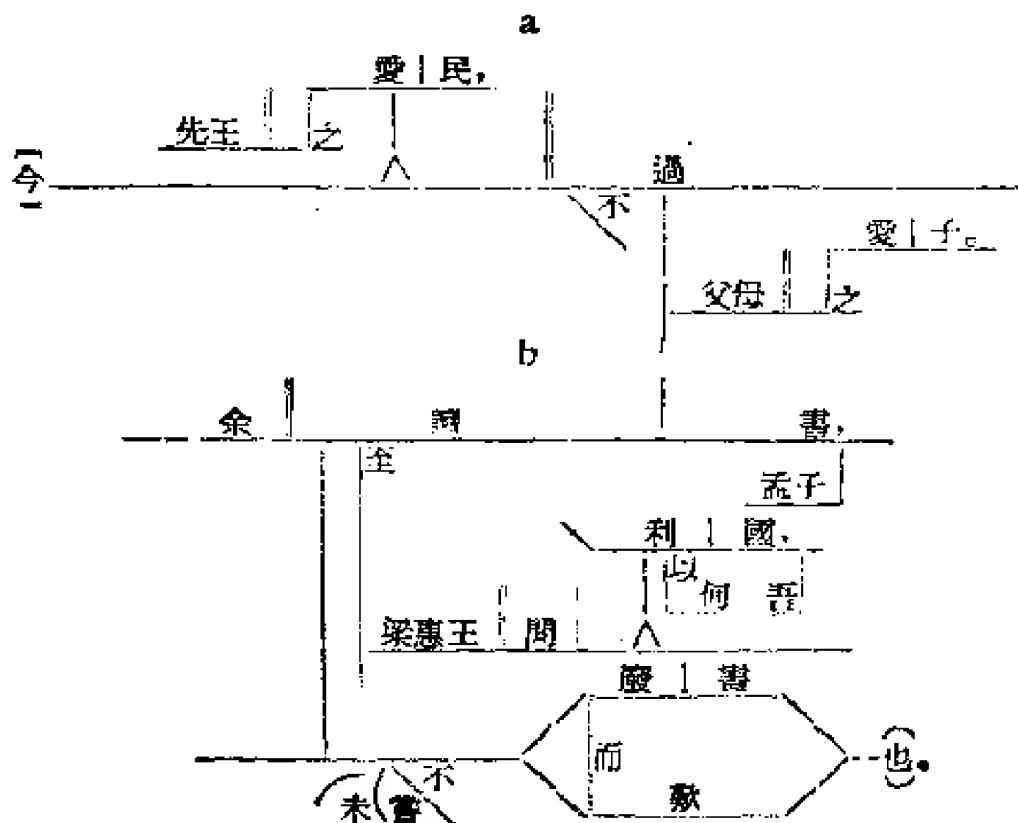 a
愛 民，
先王 之
今 過
不
愛 子。
父母 之
b
余 書，
至
孟子
利 國，
以
何 吾
梁惠王 問
廢 書
而 也。
不
未 嘗 歎